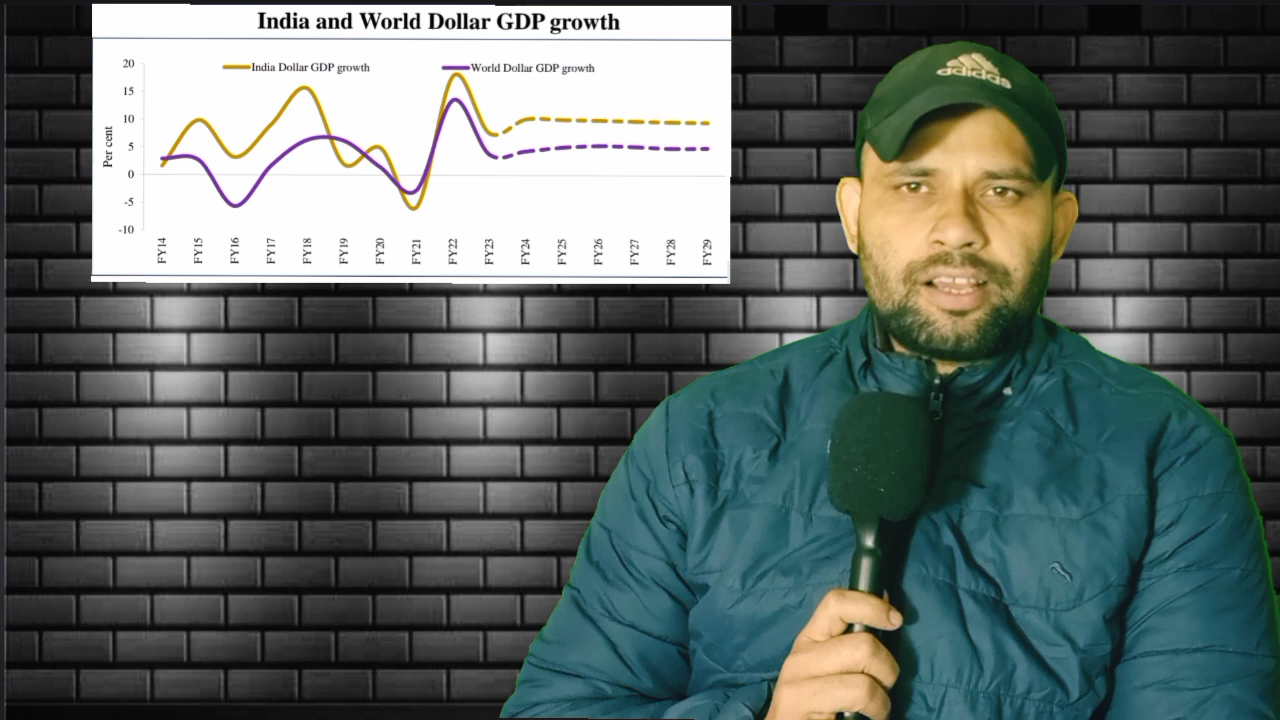 India and World Dollar GDP growth
India Dollar GDP growth
World Dollar GDP growth
Per cent
20
15
10
5
0
-5
-10
FY14
FY15
FY16
FY17
FY18
FY19
FY20
FY21
FY22
FY23
FY24
FY25
FY26
FY27
FY28
FY29
adidas